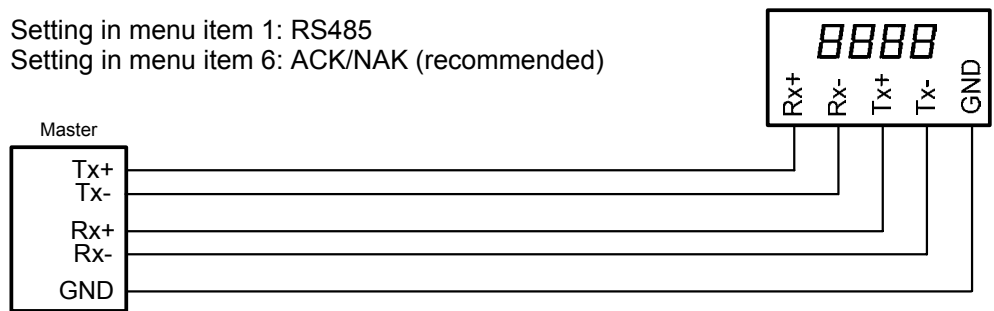 Setting in menu item 1: RS485
Setting in menu item 6: ACK/NAK (recommended)
8888
Rx+
Rx-
Tx+
Tx-
GND
Master
Tx+
Tx-
Rx+
Rx-
GND